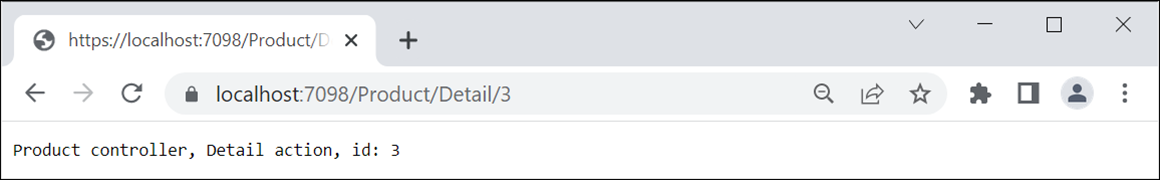 https://localhost:7098/Product/D
localhost:7098/Product/Detail/3
Product controller, Detail action, id: 3